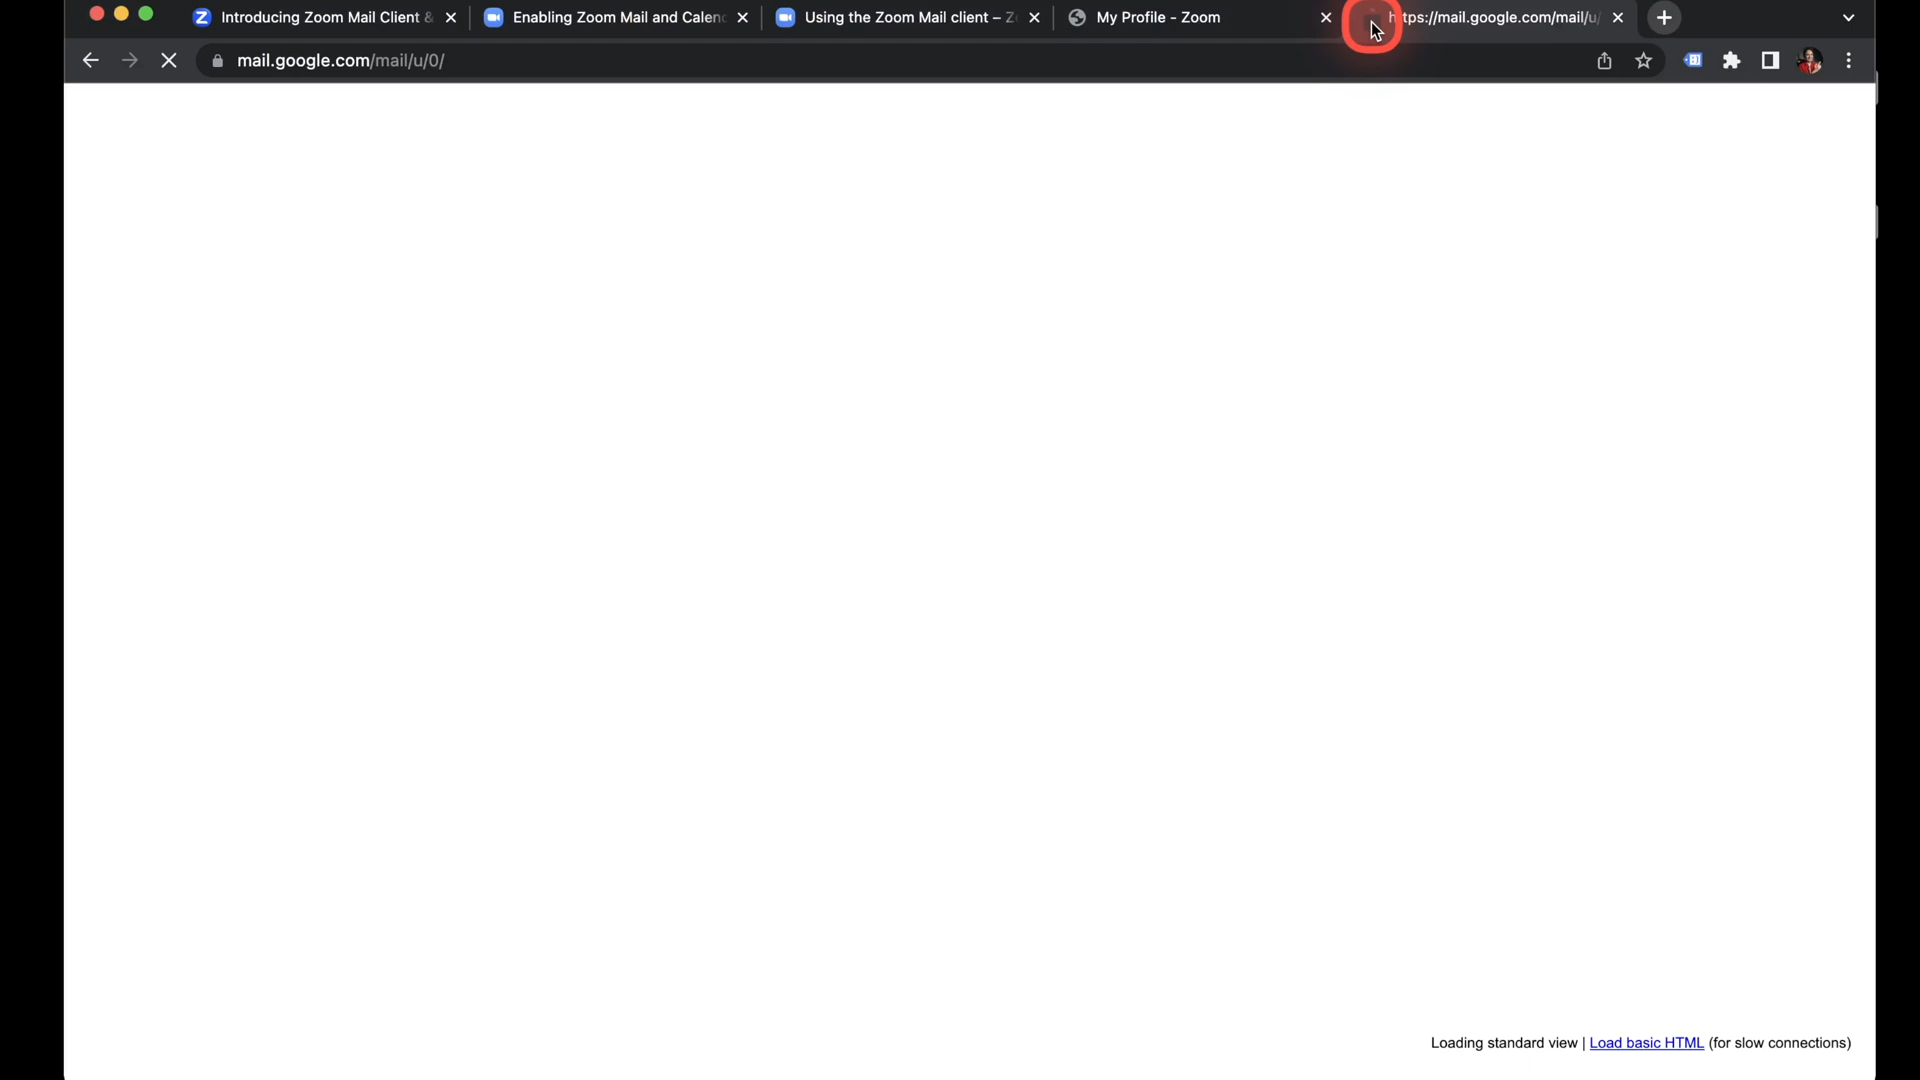 Introducing Zoom Mail Client &
Enabling Zoom Mail and Calen
Using the Zoom Mail client – Z
My Profile - Zoom
https://mail.google.com/mail/u/
mail.google.com/mail/u/0/
Loading standard view | Load basic HTML (for slow connections)